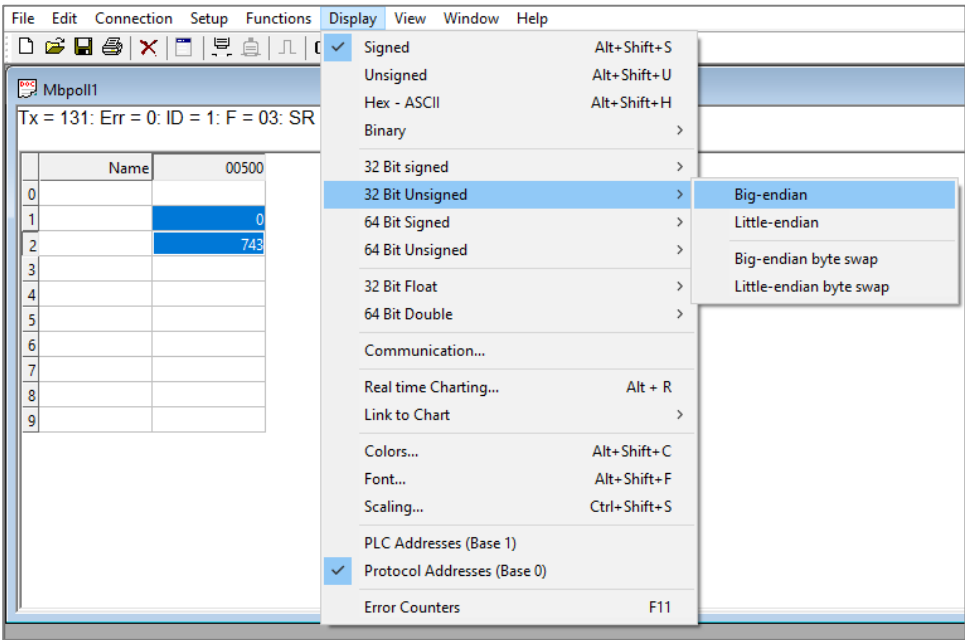 File Edit Connection Setup Functions Display View Window Help
Mbpoll1
Tx = 131: Err = 0: ID = 1: F = 03: SR
Name 00500
0
1 0
2 743
3
4
5
6
7
8
9
Signed Alt+Shift+S
Unsigned Alt+Shift+U
Hex - ASCII Alt+Shift+H
Binary
32 Bit signed
32 Bit Unsigned
64 Bit Signed
64 Bit Unsigned
32 Bit Float
64 Bit Double
Communication...
Real time Charting... Alt + R
Link to Chart
Colors... Alt+Shift+C
Font... Alt+Shift+F
Scaling... Ctrl+Shift+S
PLC Addresses (Base 1)
Protocol Addresses (Base 0)
Error Counters F11
Big-endian
Little-endian
Big-endian byte swap
Little-endian byte swap